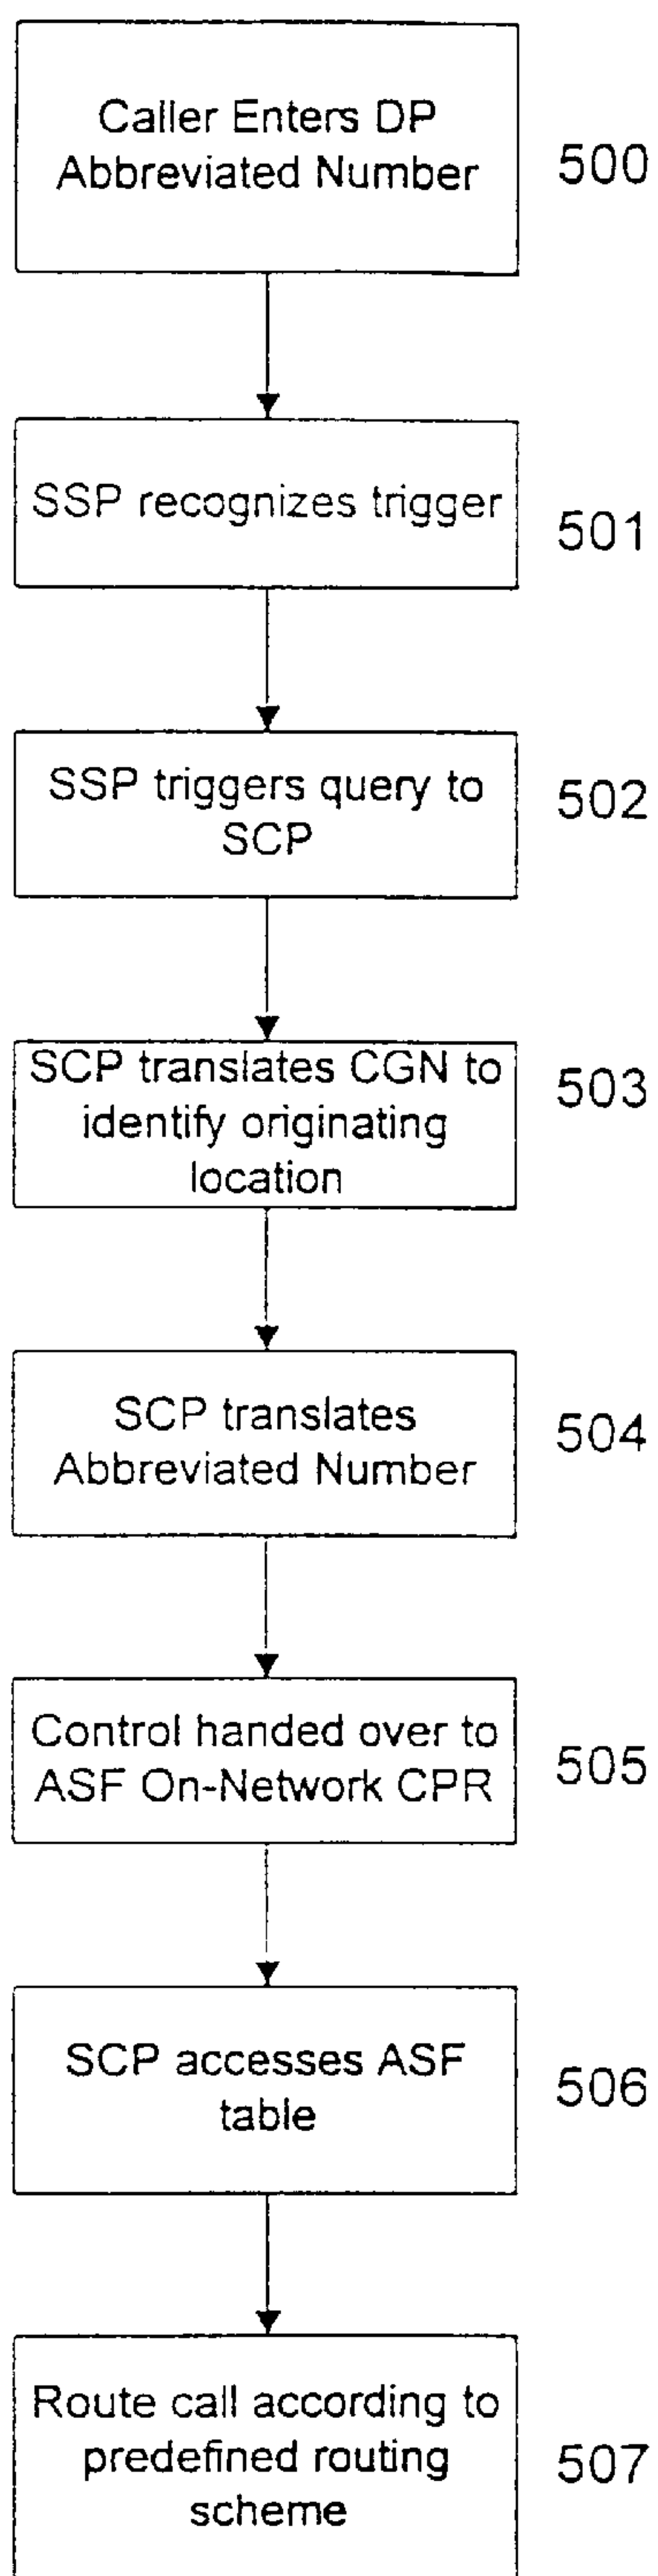 Caller Enters DP
Abbreviated Number
500
SSP recognizes trigger
501
SSP triggers query to
SCP
502
SCP translates CGN to
identify originating
location
503
SCP translates
Abbreviated Number
504
Control handed over to
ASF On-Network CPR
505
SCP accesses ASF
table
506
Route call according to
predefined routing
scheme
507